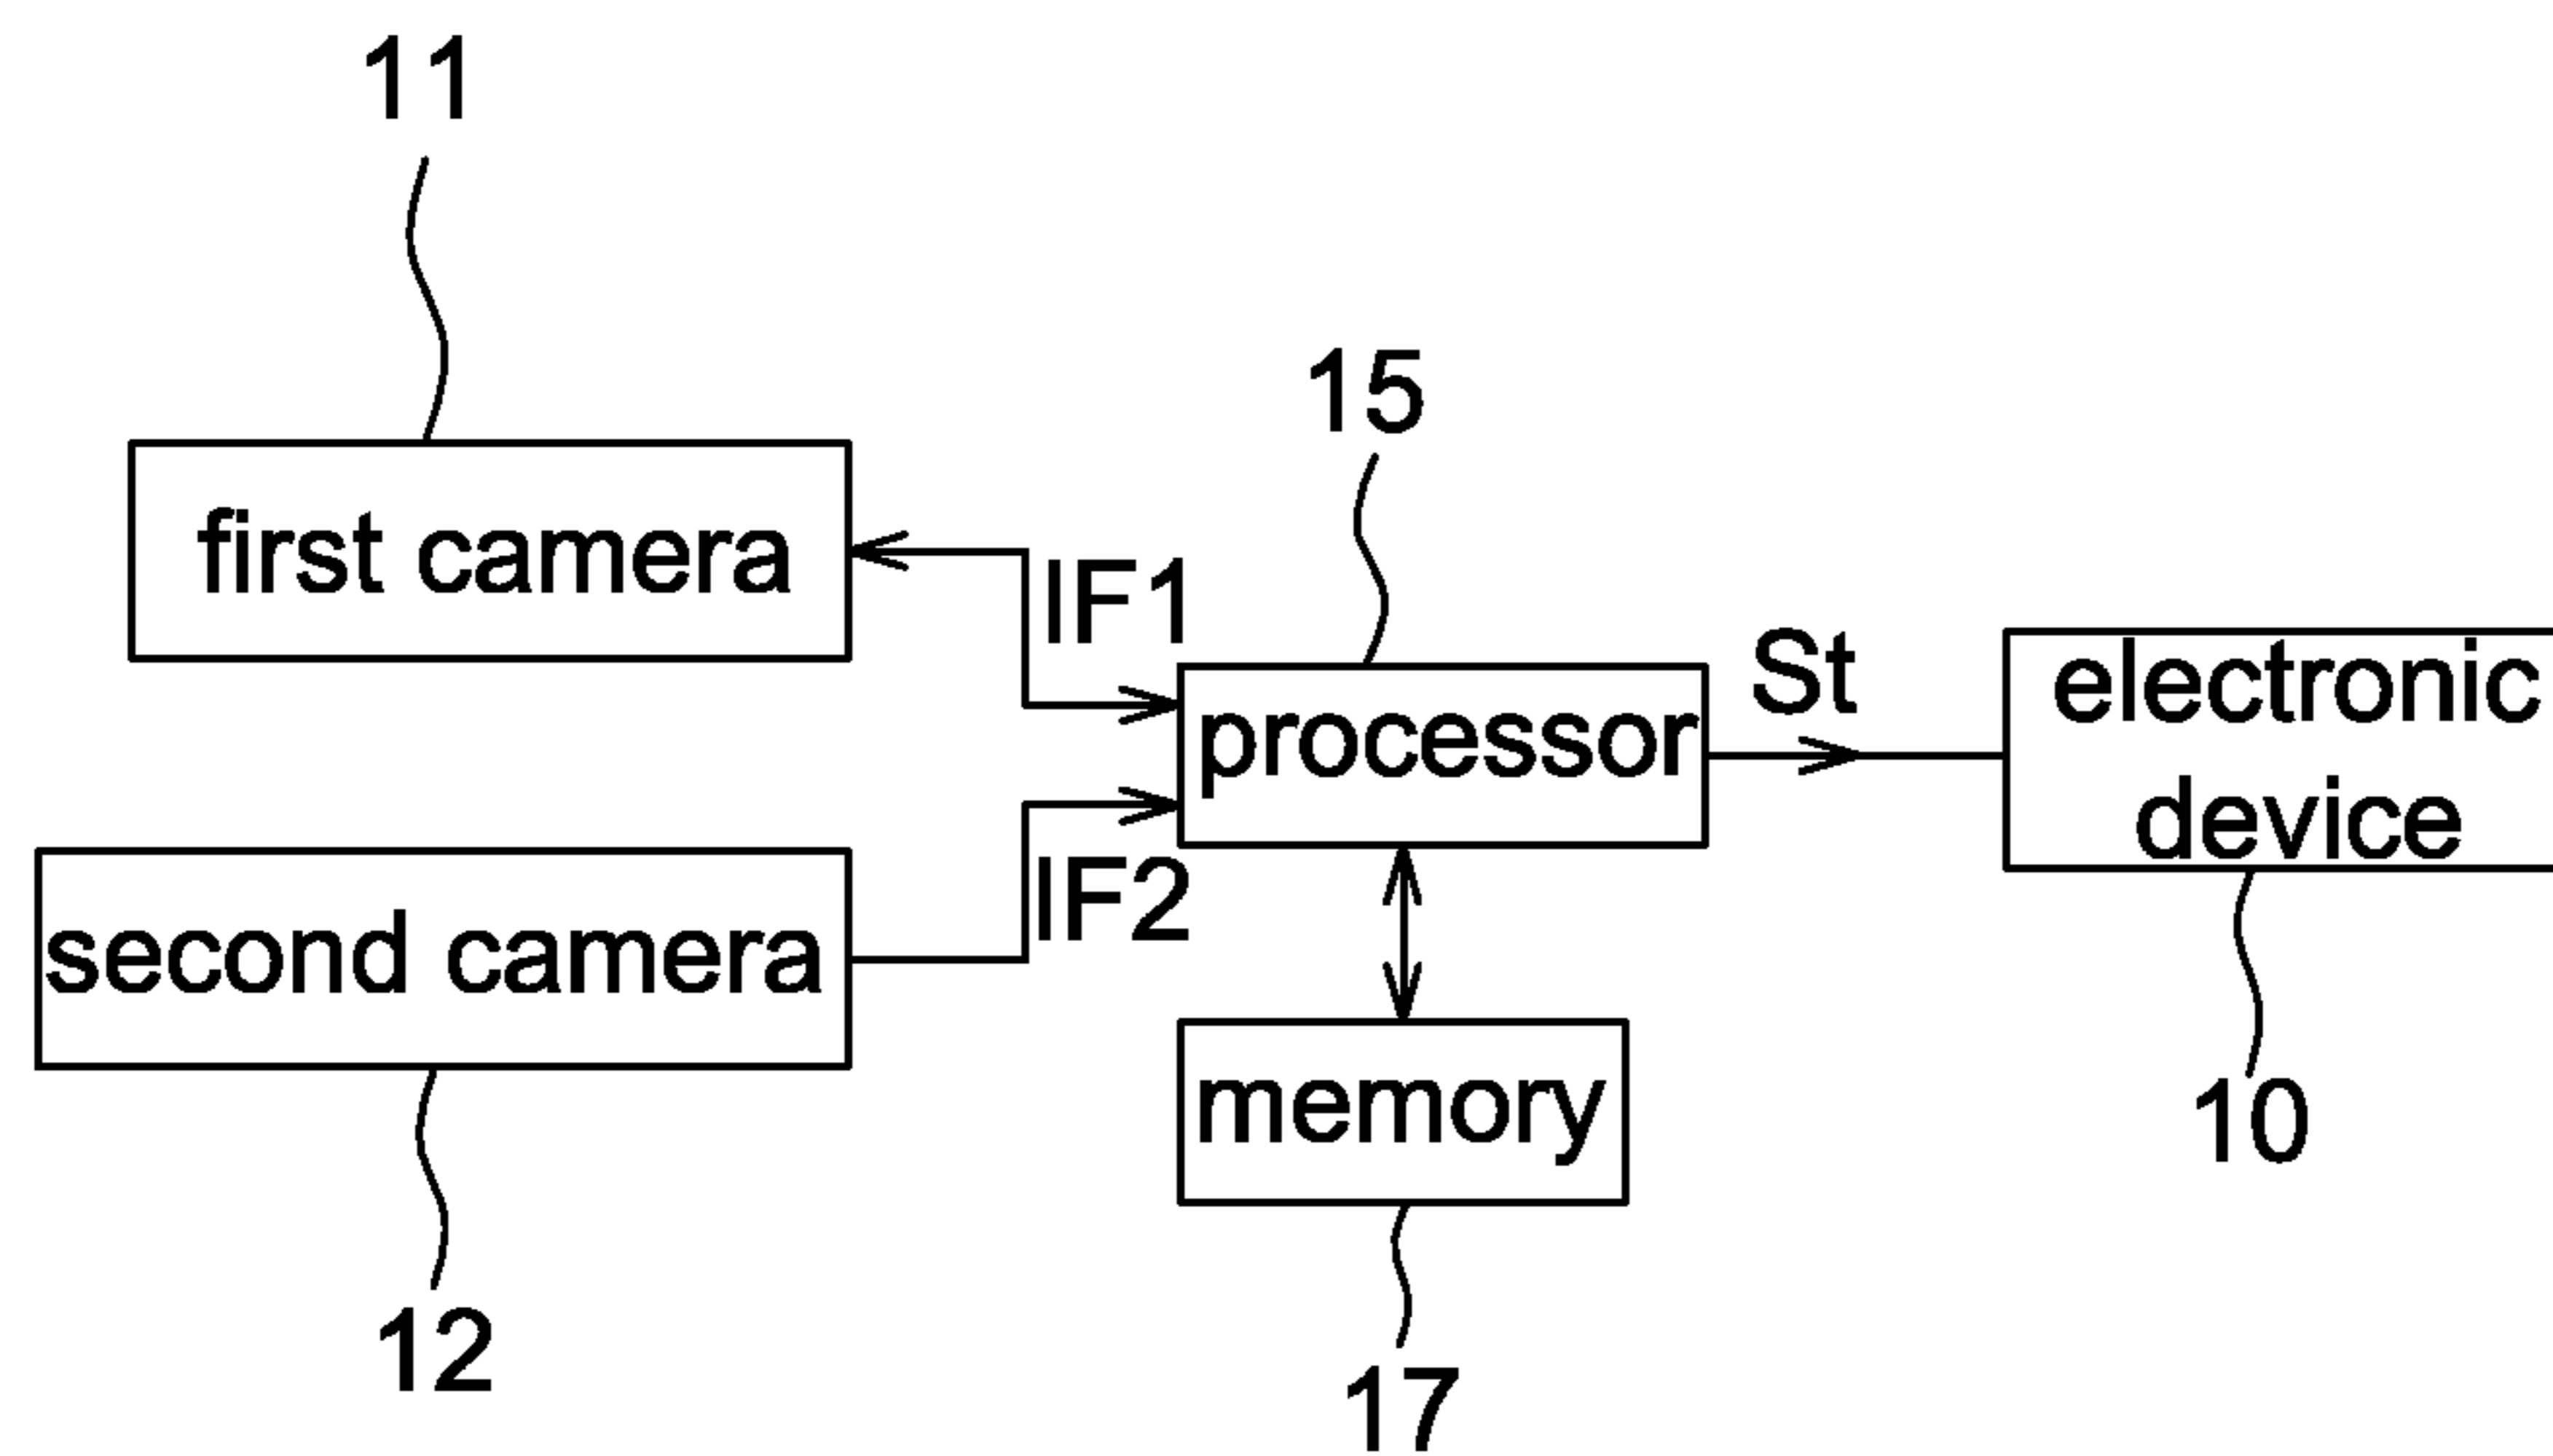 11
first camera
IF1
15
processor
St
electronic
device
10
second camera
12
IF2
memory
17